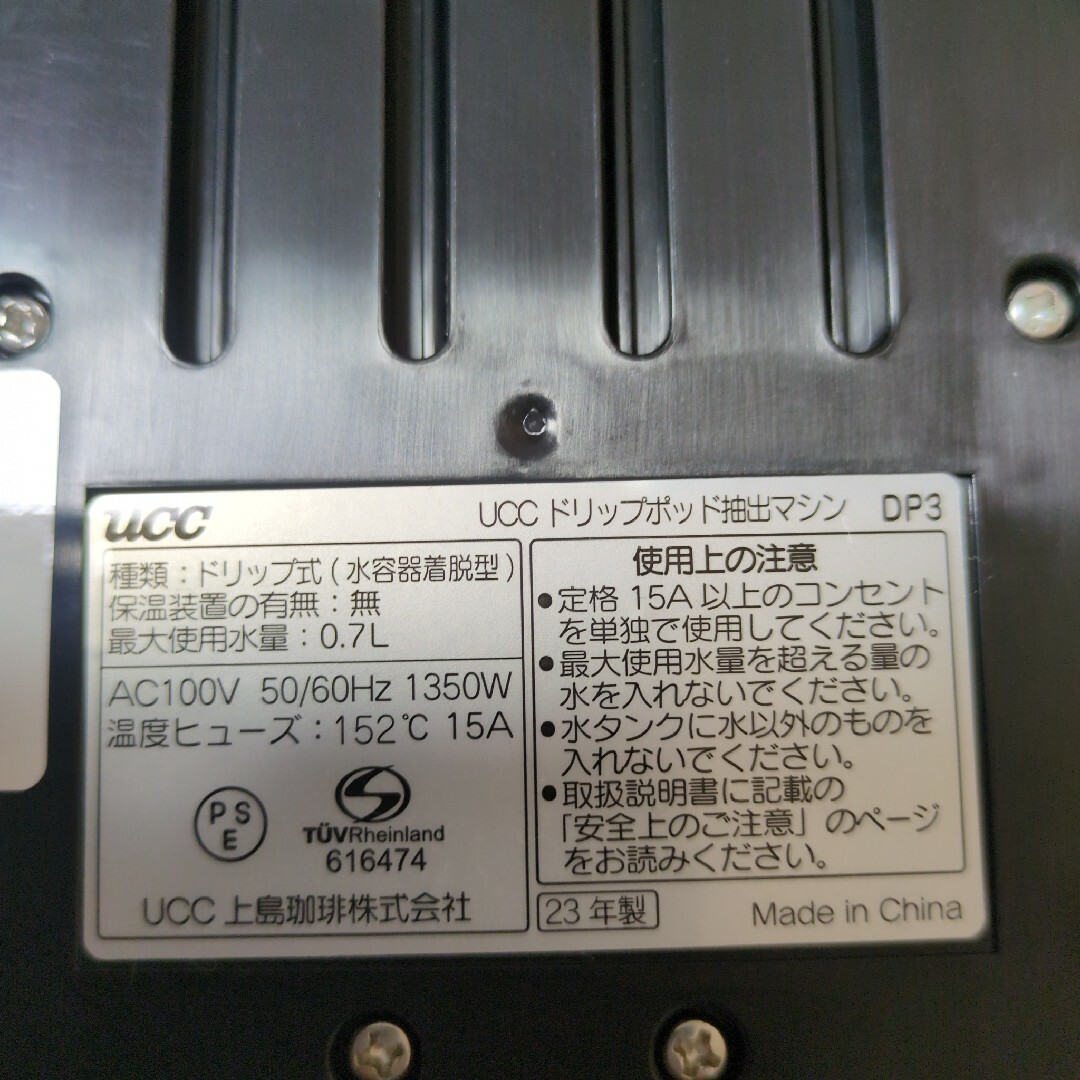 ucc
UCC ドリップポッド抽出マシン DP3
種類：ドリップ式（水容器着脱型）
保温装置の有無：無
最大使用水量：0.7L
AC100V 50/60Hz 1350W
温度ヒューズ：152℃ 15A
PSE
TÜVRheinland
616474
UCC 上島珈琲株式会社
使用上の注意
●定格 15A 以上のコンセント
を単独で使用してください。
●最大使用水量を超える量の
水を入れないでください。
●水タンクに水以外のものを
入れないでください。
●取扱説明書に記載の
「安全上のご注意」のページ
をお読みください。
23 年製
Made in China